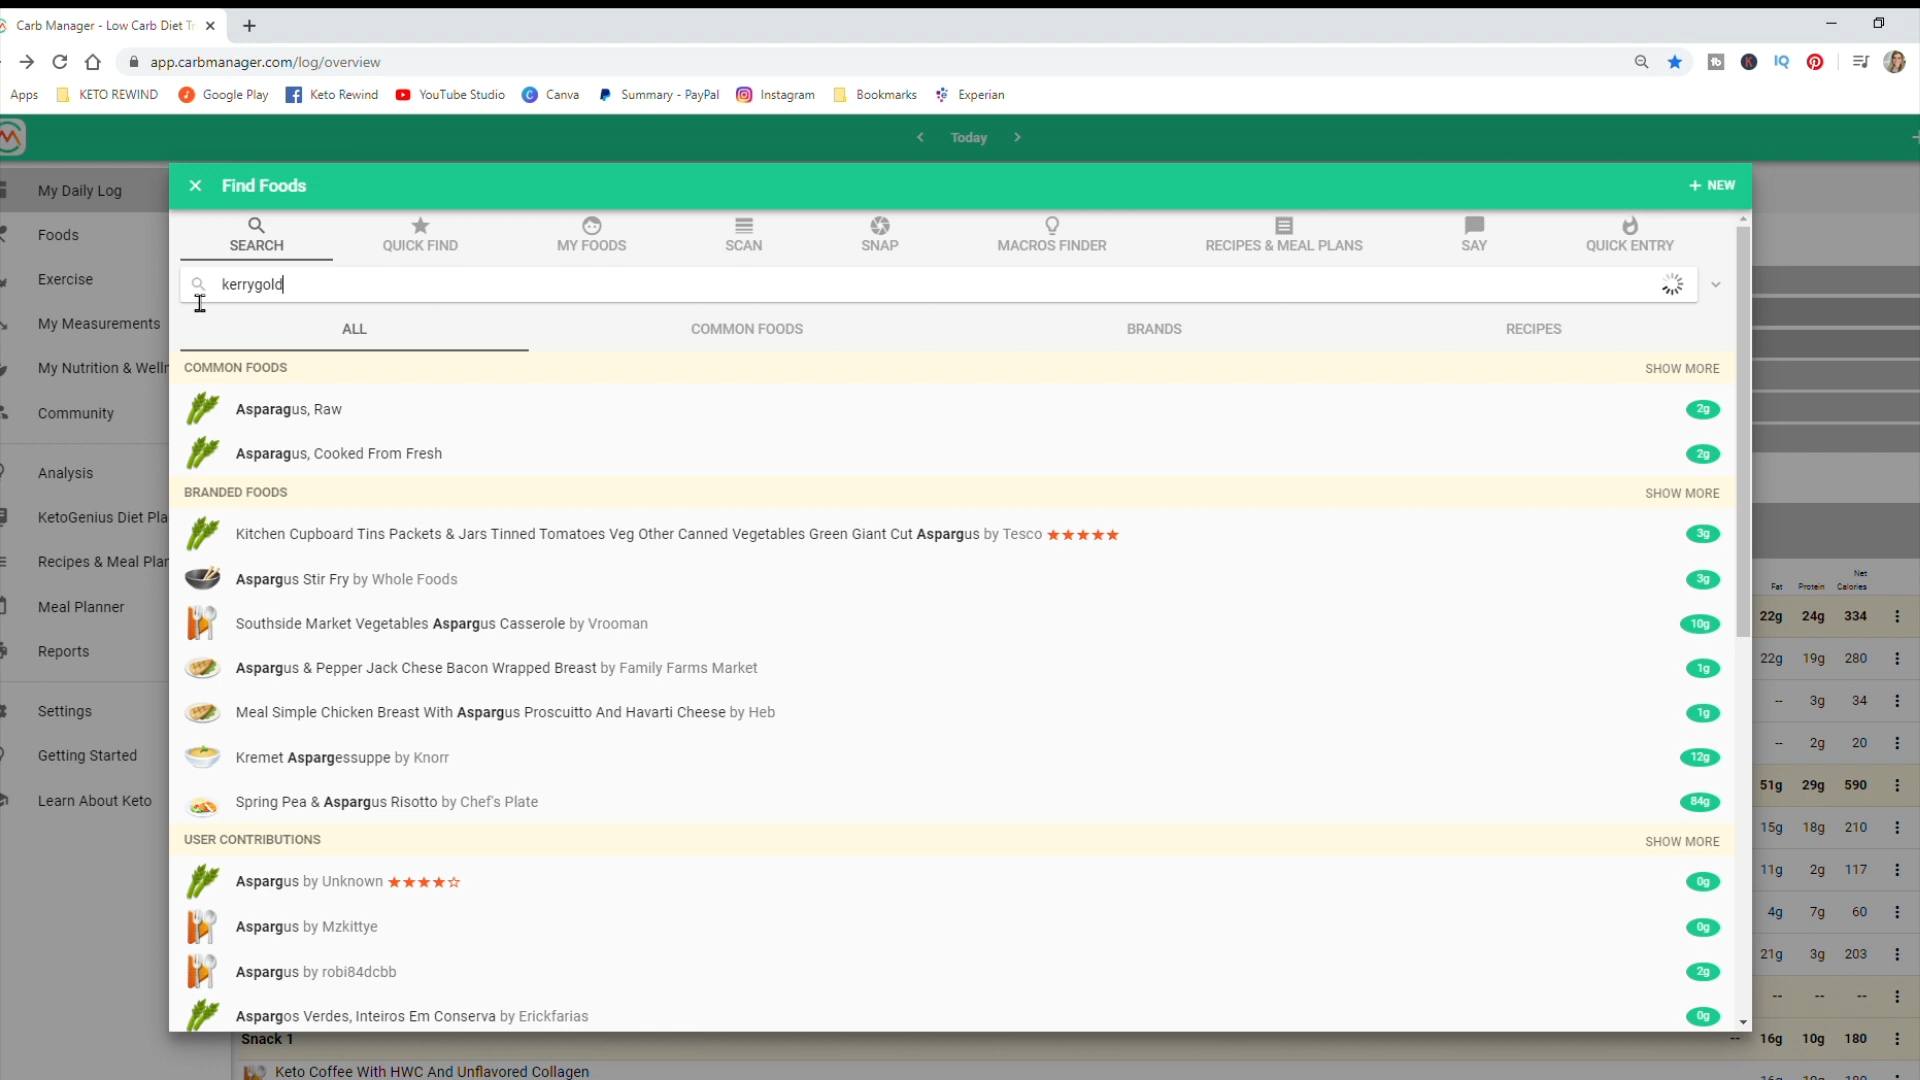 Carb Manager - Low Carb Diet Tr
app.carbmanager.com/log/overview
Apps KETO REWIND Google Play Keto Rewind YouTube Studio Canva Summary - PayPal Instagram Bookmarks Experian
Today
My Daily Log
Foods
Exercise
My Measurements
My Nutrition & Welln
Community
Analysis
KetoGenius Diet Pla
Recipes & Meal Plan
Meal Planner
Reports
Settings
Getting Started
Learn About Keto
Find Foods
+ NEW
SEARCH QUICK FIND MY FOODS SCAN SNAP MACROS FINDER RECIPES & MEAL PLANS SAY QUICK ENTRY
kerrygold
ALL COMMON FOODS BRANDS RECIPES
COMMON FOODS SHOW MORE
Asparagus, Raw 2g
Asparagus, Cooked From Fresh 2g
BRANDED FOODS SHOW MORE
Kitchen Cupboard Tins Packets & Jars Tinned Tomatoes Veg Other Canned Vegetables Green Giant Cut Aspargus by Tesco ★★★★★ 3g
Aspargus Stir Fry by Whole Foods 3g
Southside Market Vegetables Aspargus Casserole by Vrooman 10g
Aspargus & Pepper Jack Chese Bacon Wrapped Breast by Family Farms Market 1g
Meal Simple Chicken Breast With Aspargus Proscuitto And Havarti Cheese by Heb 1g
Kremet Aspargessuppe by Knorr 12g
Spring Pea & Aspargus Risotto by Chef's Plate 84g
USER CONTRIBUTIONS SHOW MORE
Aspargus by Unknown ★★★★☆ 0g
Aspargus by Mzkittye 0g
Aspargus by robi84dcbb 2g
Aspargos Verdes, Inteiros Em Conserva by Erickfarias 0g
Fat Protein Net Calories
22g 24g 334
22g 19g 280
-- 3g 34
-- 2g 20
51g 29g 590
15g 18g 210
11g 2g 117
4g 7g 60
21g 3g 203
-- -- --
Snack 1 -- 16g 10g 180
Keto Coffee With HWC And Unflavored Collagen